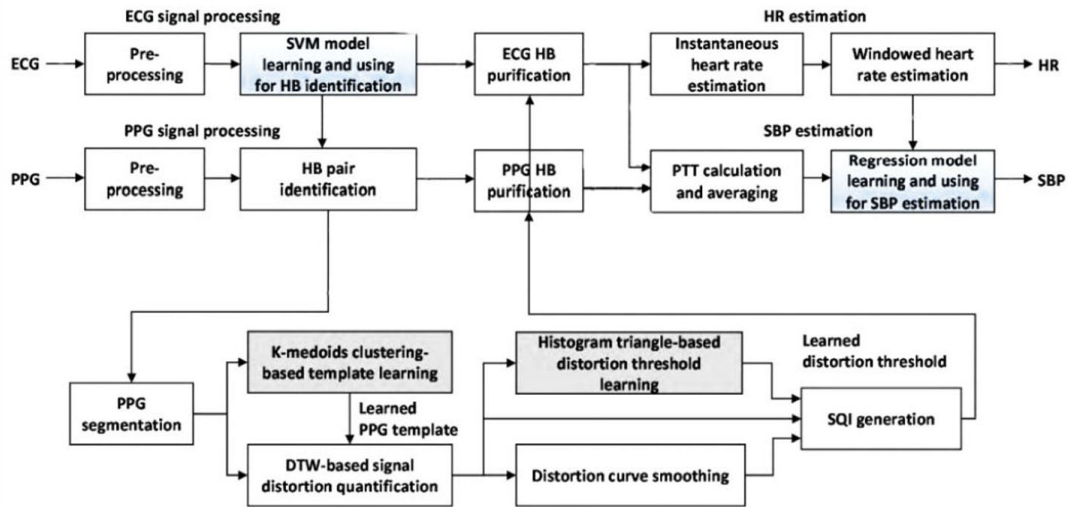 ECG signal processing
HR estimation
ECG
Pre-
processing
SVM model
learning and using
for HB identification
ECG HB
purification
Instantaneous
heart rate
estimation
Windowed heart
rate estimation
HR
PPG signal processing
SBP estimation
PPG
Pre-
processing
HB pair
identification
PPG HB
purification
PTT calculation
and averaging
Regression model
learning and using
for SBP estimation
SBP
K-medoids clustering-
based template learning
Histogram triangle-based
distortion threshold
learning
Learned
distortion threshold
PPG
segmentation
Learned
PPG template
SQI generation
DTW-based signal
distortion quantification
Distortion curve smoothing